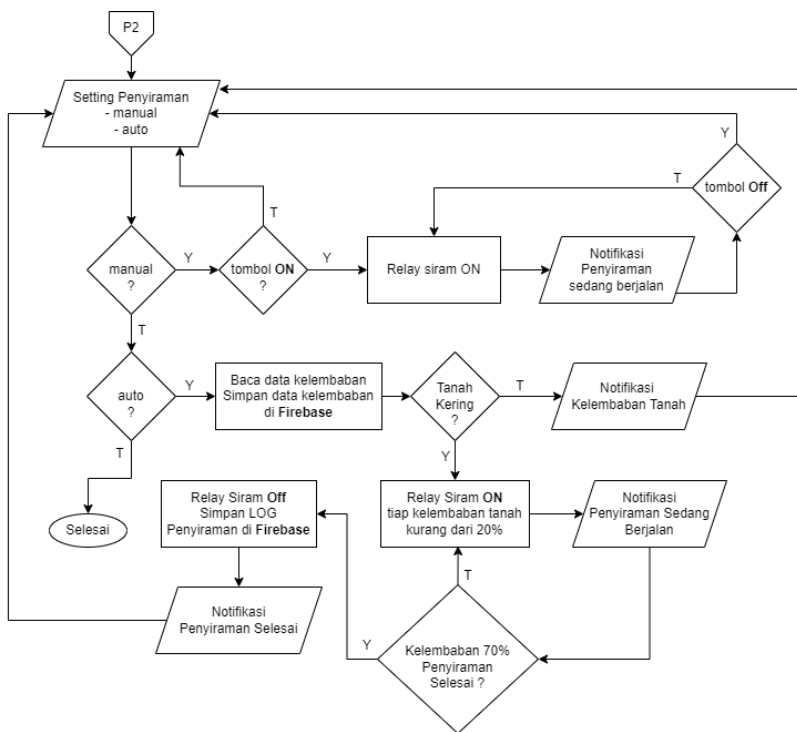 P2
Setting Penyiraman
- manual
- auto
Y
T
tombol Off
T
manual
?
Y
tombol ON
?
Y
Relay siram ON
Notifikasi
Penyiraman
sedang berjalan
T
auto
?
Y
Baca data kelembaban
Simpan data kelembaban
di Firebase
Tanah
Kering
?
T
Notifikasi
Kelembaban Tanah
T
Y
Selesai
Relay Siram Off
Simpan LOG
Penyiraman di Firebase
Relay Siram ON
tiap kelembaban tanah
kurang dari 20%
Notifikasi
Penyiraman Sedang
Berjalan
T
Notifikasi
Penyiraman Selesai
Y
Kelembaban 70%
Penyiraman
Selesai ?
T